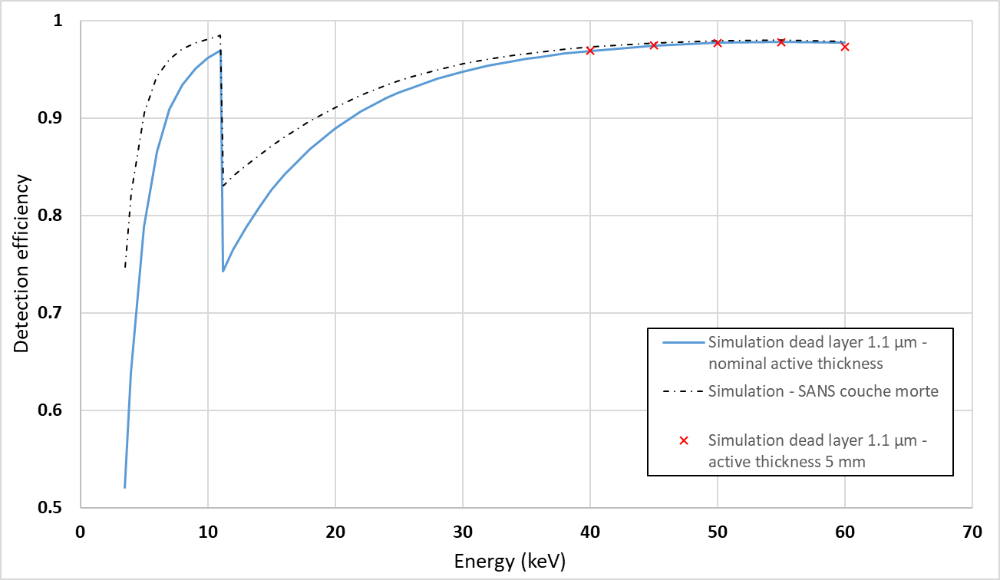 1
0.9
0.8
0.7
0.6
0.5
Detection efficiency
0 10 20 30 40 50 60 70
Energy (keV)
Simulation dead layer 1.1 µm -
nominal active thickness
Simulation - SANS couche morte
Simulation dead layer 1.1 µm -
active thickness 5 mm